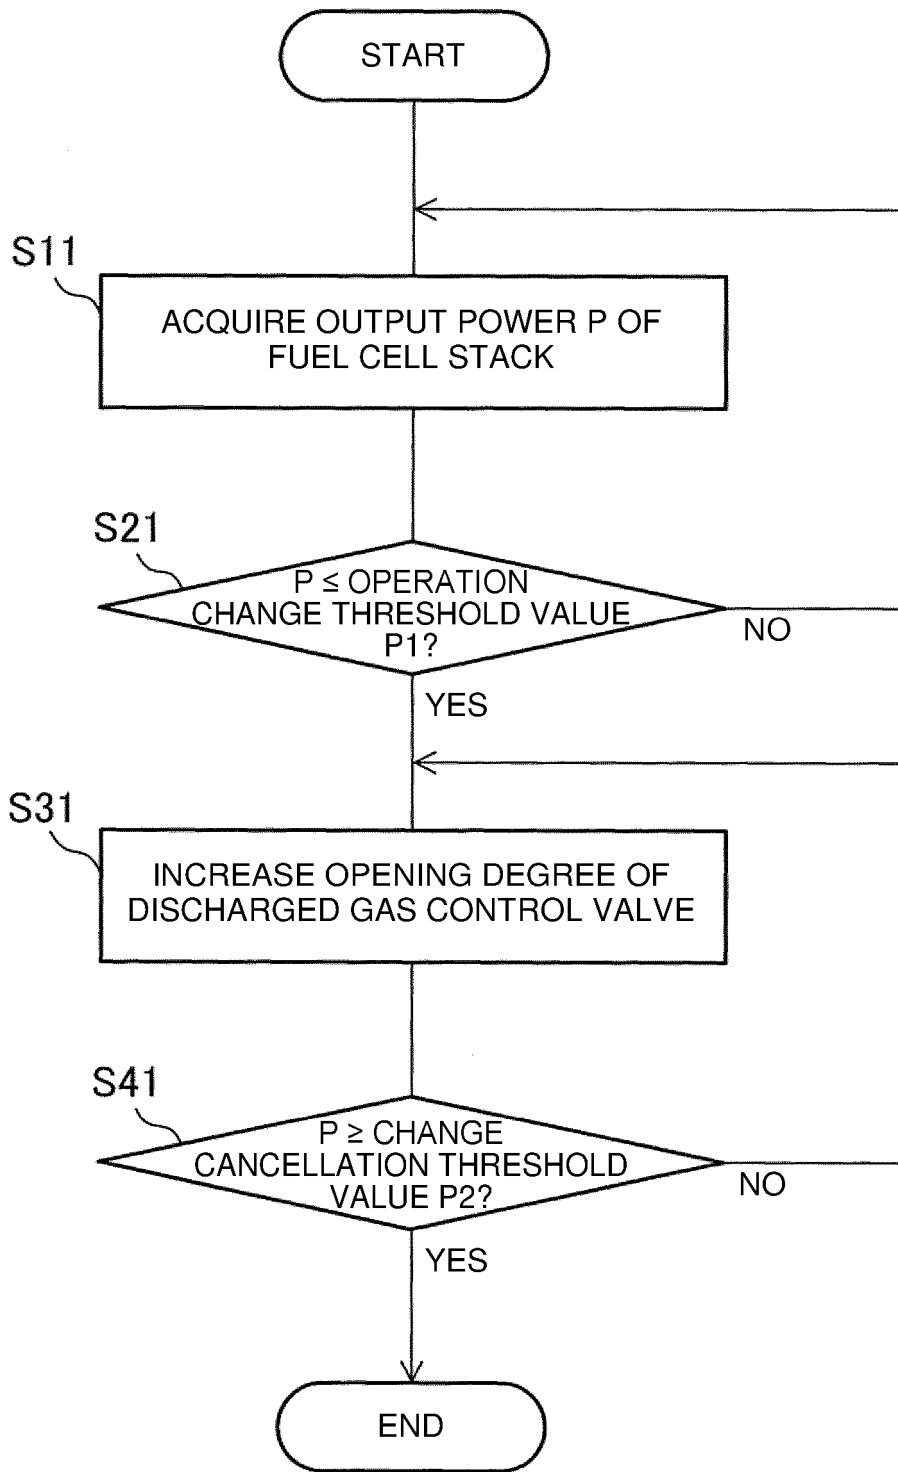 START
S11
ACQUIRE OUTPUT POWER P OF
FUEL CELL STACK
S21
P ≤ OPERATION
CHANGE THRESHOLD VALUE
P1?
NO
YES
S31
INCREASE OPENING DEGREE OF
DISCHARGED GAS CONTROL VALVE
S41
P ≥ CHANGE
CANCELLATION THRESHOLD
VALUE P2?
NO
YES
END